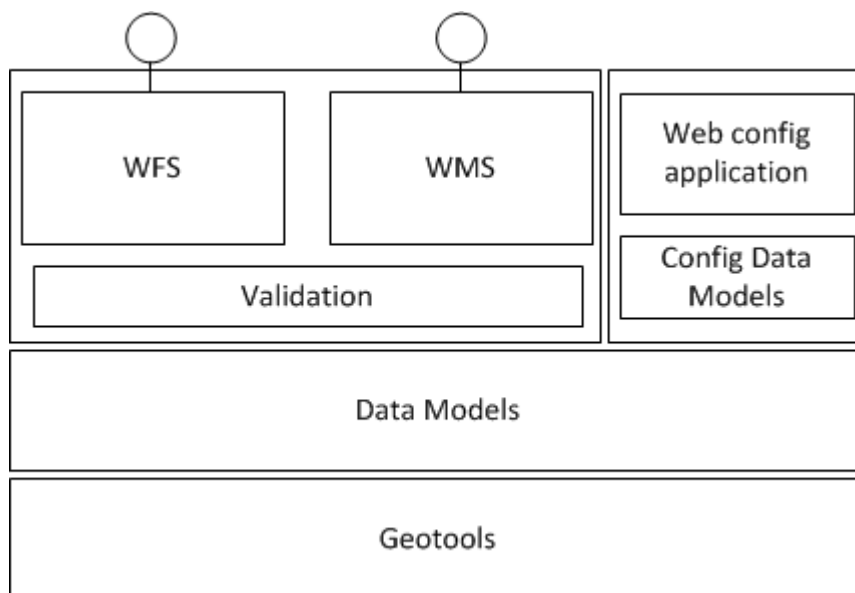 WFS
WMS
Validation
Web config
application
Config Data
Models
Data Models
Geotools